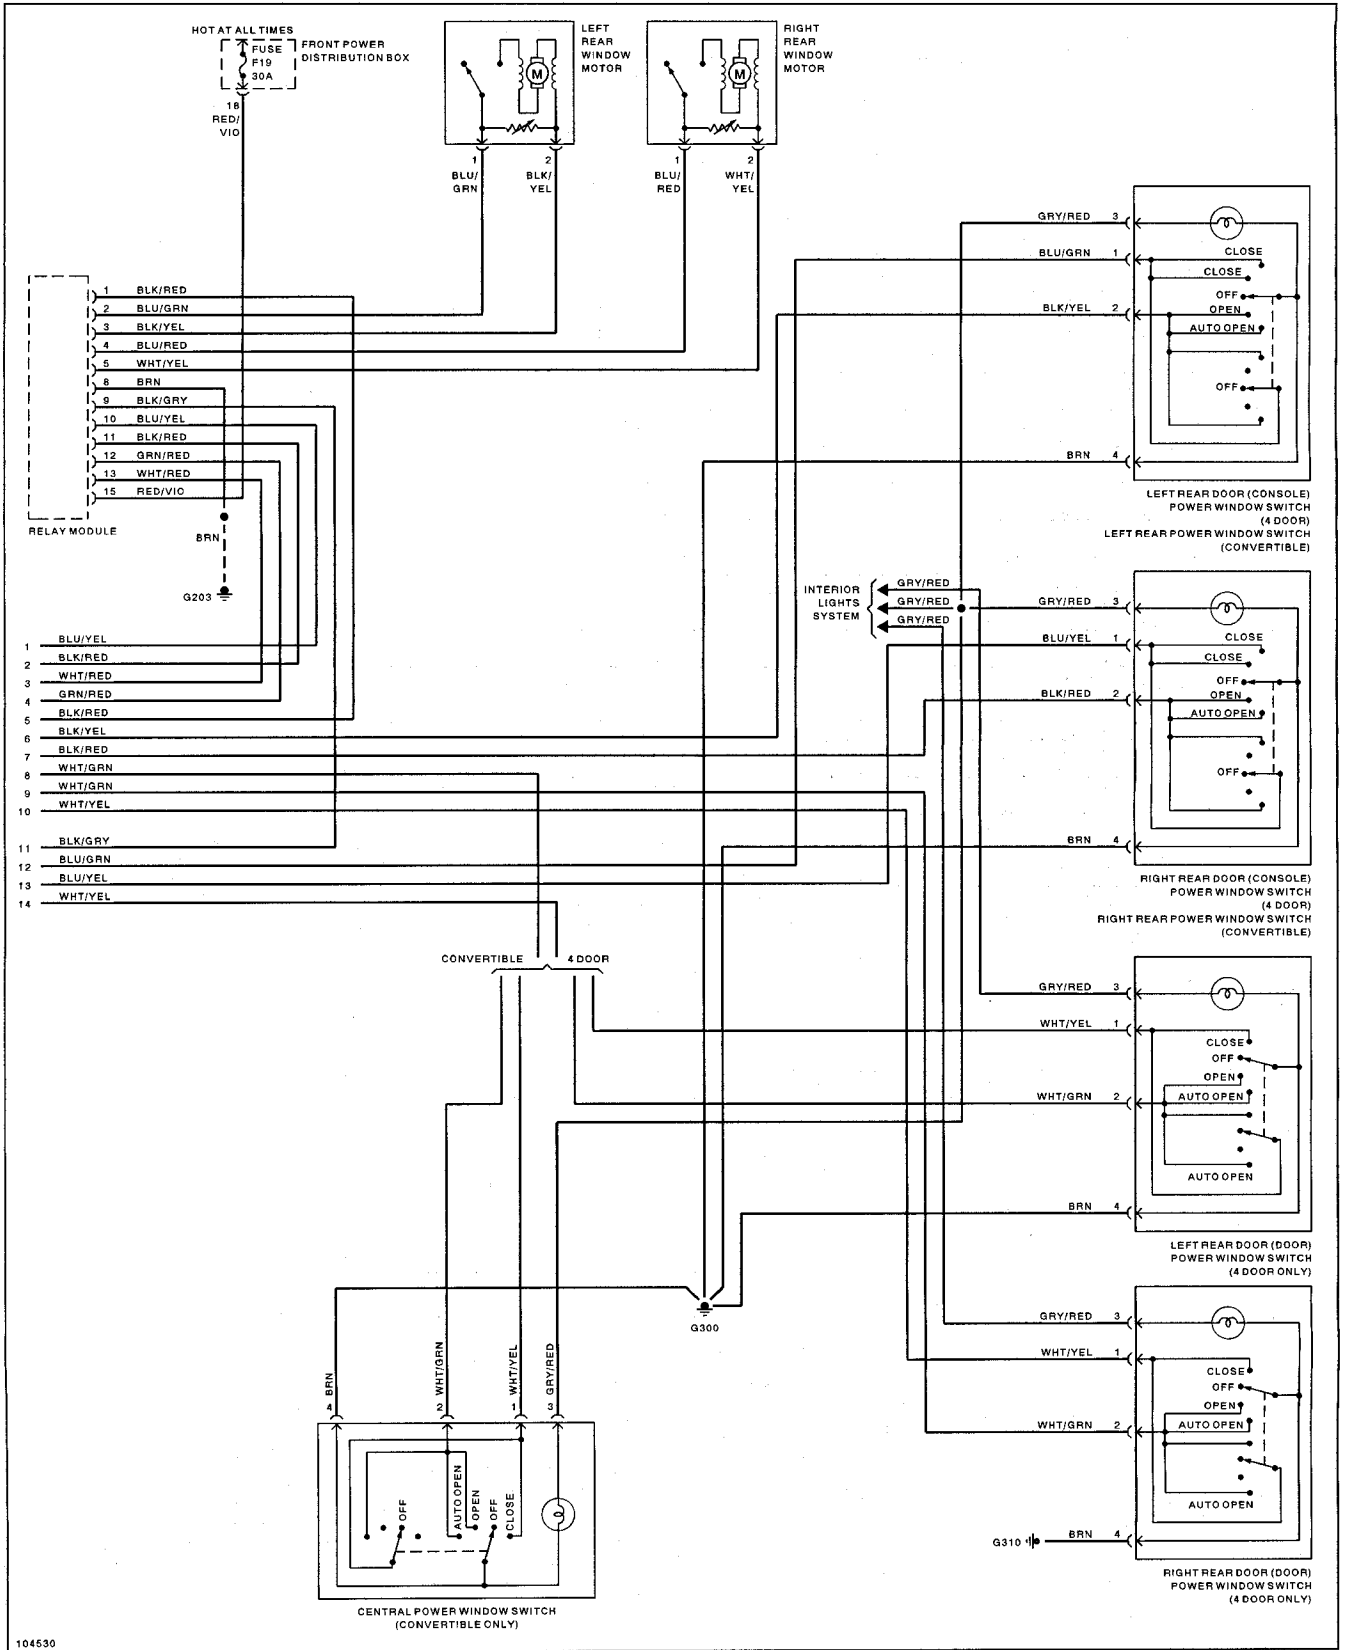 HOT AT ALL TIMES
FUSE
F19
30A
FRONT POWER
DISTRIBUTION BOX
18
RED/
VIO
LEFT
REAR
WINDOW
MOTOR
M
1
BLU/
GRN
2
BLK/
YEL
RIGHT
REAR
WINDOW
MOTOR
M
1
BLU/
RED
2
WHT/
YEL
1 BLK/RED
2 BLU/GRN
3 BLK/YEL
4 BLU/RED
5 WHT/YEL
8 BRN
9 BLK/GRY
10 BLU/YEL
11 BLK/RED
12 GRN/RED
13 WHT/RED
15 RED/VIO
RELAY MODULE
BRN
G203
1 BLU/YEL
2 BLK/RED
3 WHT/RED
4 GRN/RED
5 BLK/RED
6 BLK/YEL
7 BLK/RED
8 WHT/GRN
9 WHT/GRN
10 WHT/YEL
11 BLK/GRY
12 BLU/GRN
13 BLU/YEL
14 WHT/YEL
GRY/RED 3
BLU/GRN 1
CLOSE
CLOSE
OFF
BLK/YEL 2
OPEN
AUTO OPEN
OFF
BRN 4
LEFT REAR DOOR (CONSOLE)
POWER WINDOW SWITCH
(4 DOOR)
LEFT REAR POWER WINDOW SWITCH
(CONVERTIBLE)
INTERIOR
LIGHTS
SYSTEM
GRY/RED
GRY/RED
GRY/RED
GRY/RED 3
BLU/YEL 1
CLOSE
CLOSE
OFF
BLK/RED 2
OPEN
AUTO OPEN
OFF
BRN 4
RIGHT REAR DOOR (CONSOLE)
POWER WINDOW SWITCH
(4 DOOR)
RIGHT REAR POWER WINDOW SWITCH
(CONVERTIBLE)
CONVERTIBLE 4 DOOR
GRY/RED 3
WHT/YEL 1
CLOSE
OFF
OPEN
WHT/GRN 2
AUTO OPEN
AUTO OPEN
BRN 4
LEFT REAR DOOR (DOOR)
POWER WINDOW SWITCH
(4 DOOR ONLY)
G300
GRY/RED 3
WHT/YEL 1
CLOSE
OFF
OPEN
WHT/GRN 2
AUTO OPEN
AUTO OPEN
G310
BRN 4
RIGHT REAR DOOR (DOOR)
POWER WINDOW SWITCH
(4 DOOR ONLY)
BRN
4
WHT/GRN
2
WHT/YEL
1
GRY/RED
3
OFF
AUTO OPEN
OPEN
OFF
CLOSE
CENTRAL POWER WINDOW SWITCH
(CONVERTIBLE ONLY)
104530